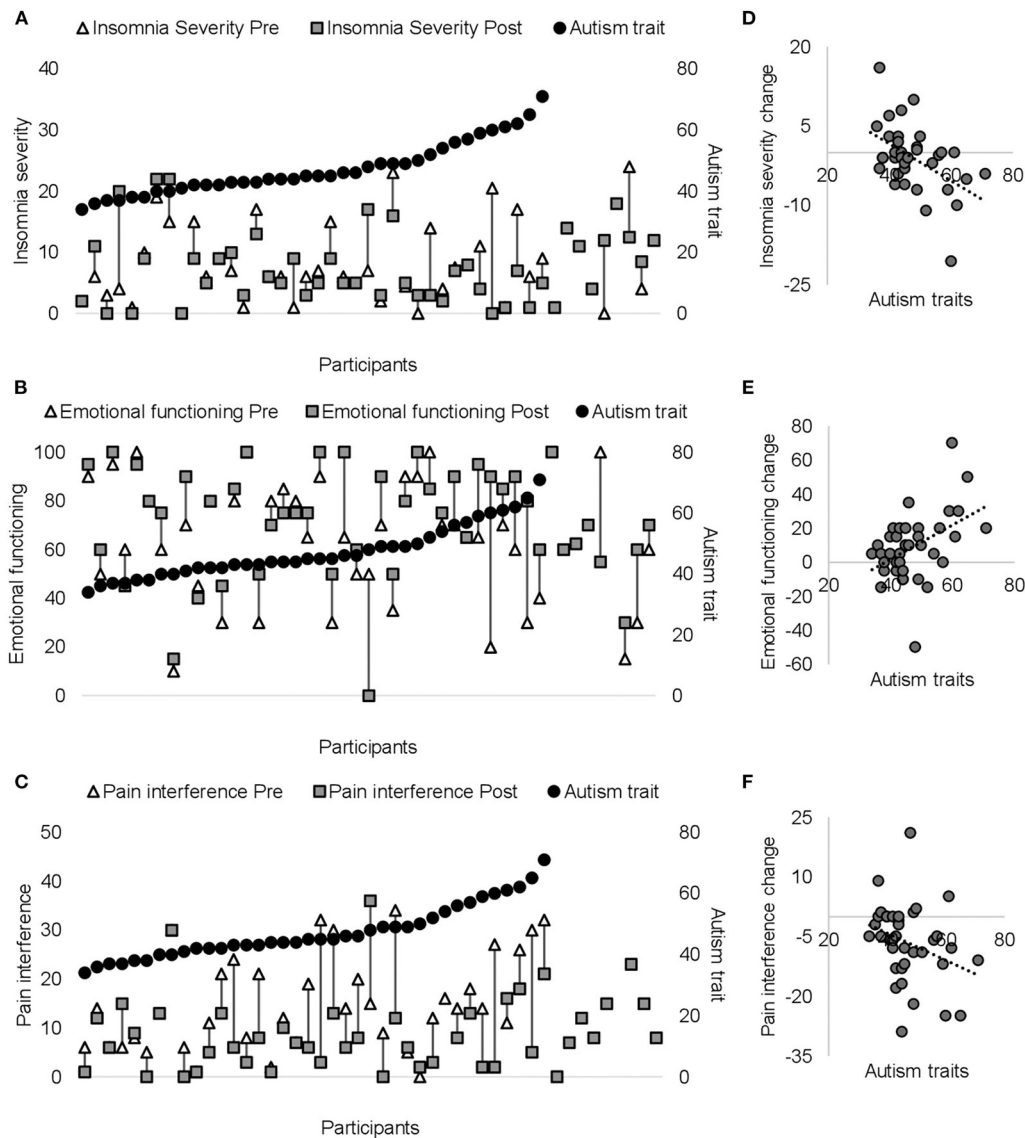 A
Insomnia Severity Pre Insomnia Severity Post Autism trait
40 80
30 60
20 40
10 20
0 0
Insomnia severity
Autism trait
Participants
D
20
5
-10
-25
20 40 60 80
Insomnia severity change
Autism traits
B
Emotional functioning Pre Emotional functioning Post Autism trait
100 80
80 60
60 40
40
20 20
0 0
Emotional functioning
Autism trait
Participants
E
80
60
40
20
0
-20
-40
-60
20 40 60 80
Emotional functioning change
Autism traits
C
Pain interference Pre Pain interference Post Autism trait
50 80
40 60
30
20 40
10 20
0 0
Pain interference
Autism trait
Participants
F
25
10
-5
-20
-35
20 40 60 80
Pain interference change
Autism traits